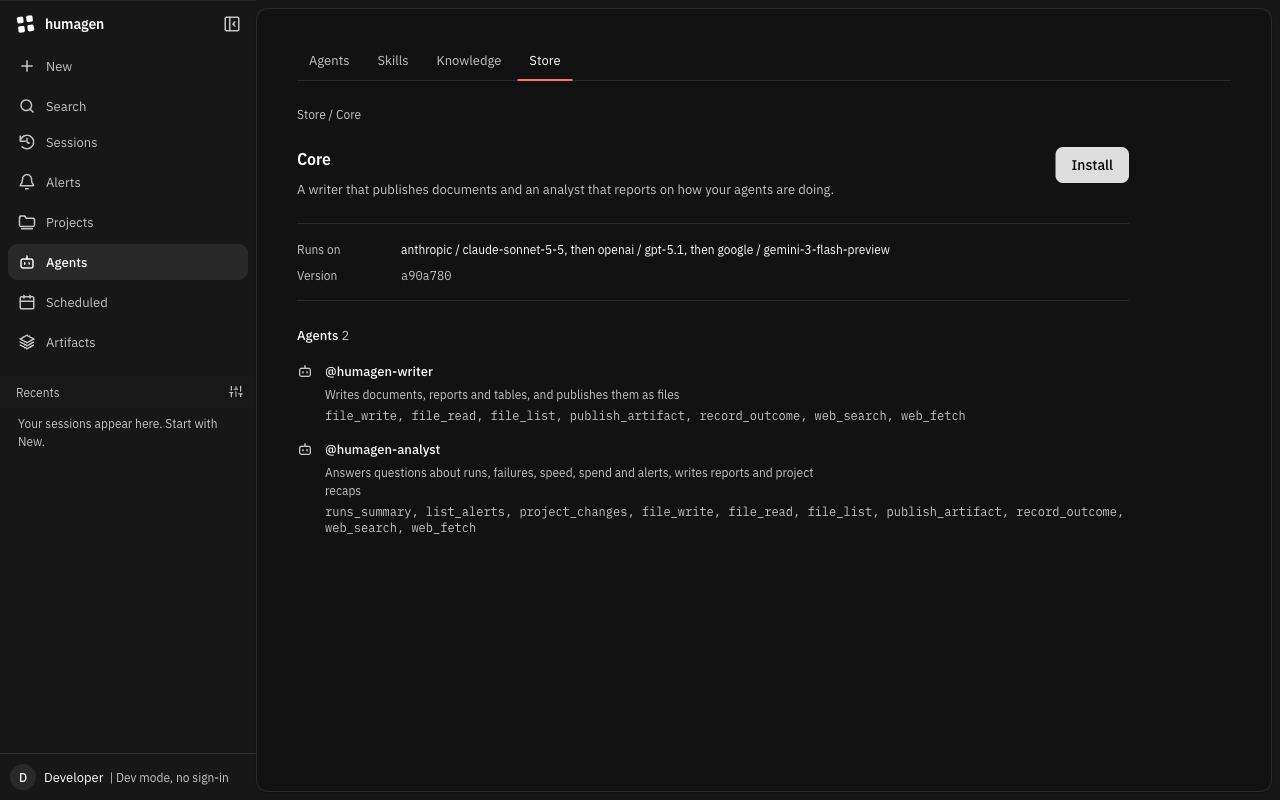 humagen
New
Search
Sessions
Alerts
Projects
Agents
Scheduled
Artifacts
Recents
Your sessions appear here. Start with
New.
D
Developer | Dev mode, no sign-in
Agents Skills Knowledge Store
Store / Core
Core
Install
A writer that publishes documents and an analyst that reports on how your agents are doing.
Runs on anthropic / claude-sonnet-5-5, then openai / gpt-5.1, then google / gemini-3-flash-preview
Version a90a780
Agents 2
@humagen-writer
Writes documents, reports and tables, and publishes them as files
file_write, file_read, file_list, publish_artifact, record_outcome, web_search, web_fetch
@humagen-analyst
Answers questions about runs, failures, speed, spend and alerts, writes reports and project
recaps
runs_summary, list_alerts, project_changes, file_write, file_read, file_list, publish_artifact, record_outcome,
web_search, web_fetch